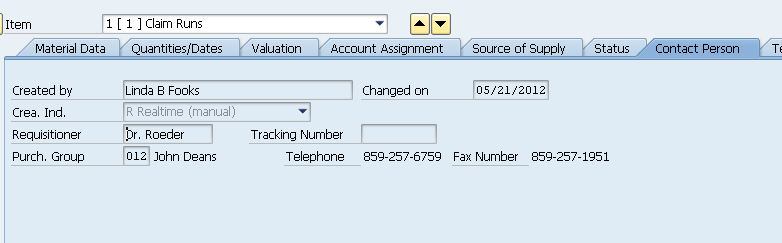 Item 1 [ 1 ] Claim Runs
Material Data Quantities/Dates Valuation Account Assignment Source of Supply Status Contact Person Te
Created by Linda B Fooks Changed on 05/21/2012
Crea. Ind. R Realtime (manual)
Requisitioner Dr. Roeder Tracking Number
Purch. Group 012 John Deans Telephone 859-257-6759 Fax Number 859-257-1951